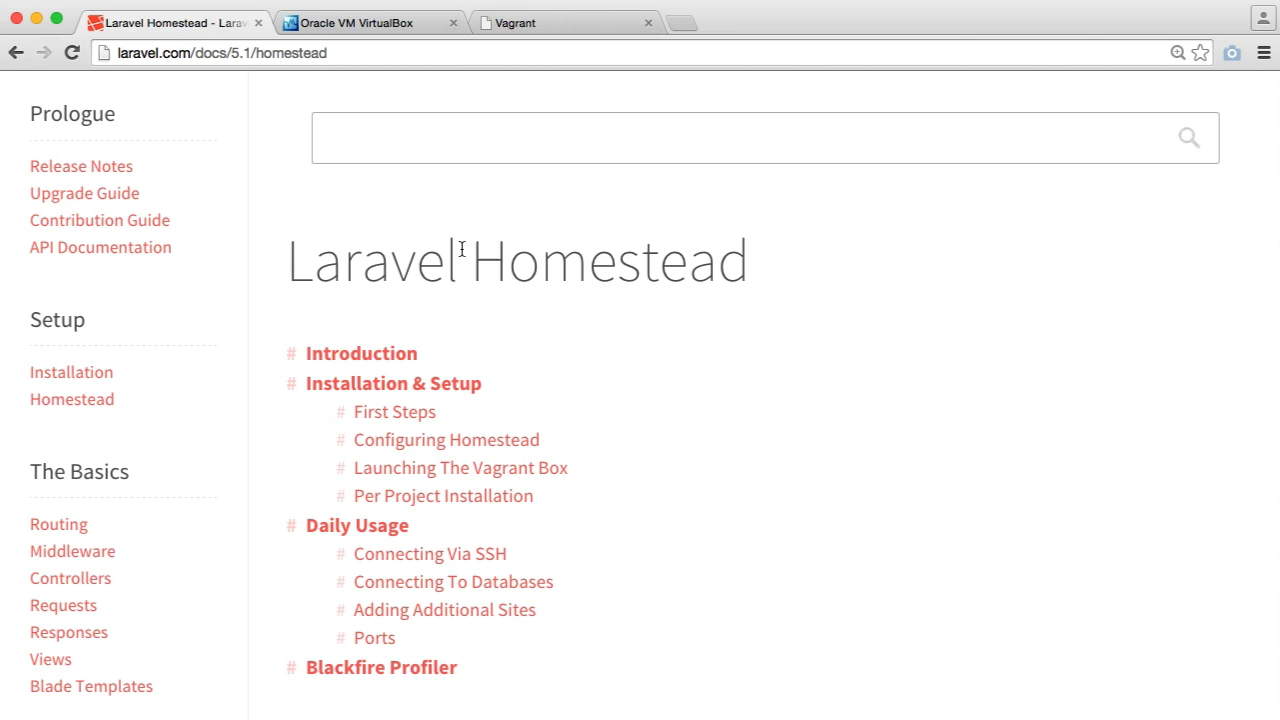 Laravel Homestead - Larav
Oracle VM VirtualBox
Vagrant
laravel.com/docs/5.1/homestead
Prologue
Release Notes
Upgrade Guide
Contribution Guide
API Documentation
Setup
Installation
Homestead
The Basics
Routing
Middleware
Controllers
Requests
Responses
Views
Blade Templates
Laravel Homestead
# Introduction
# Installation & Setup
# First Steps
# Configuring Homestead
# Launching The Vagrant Box
# Per Project Installation
# Daily Usage
# Connecting Via SSH
# Connecting To Databases
# Adding Additional Sites
# Ports
# Blackfire Profiler